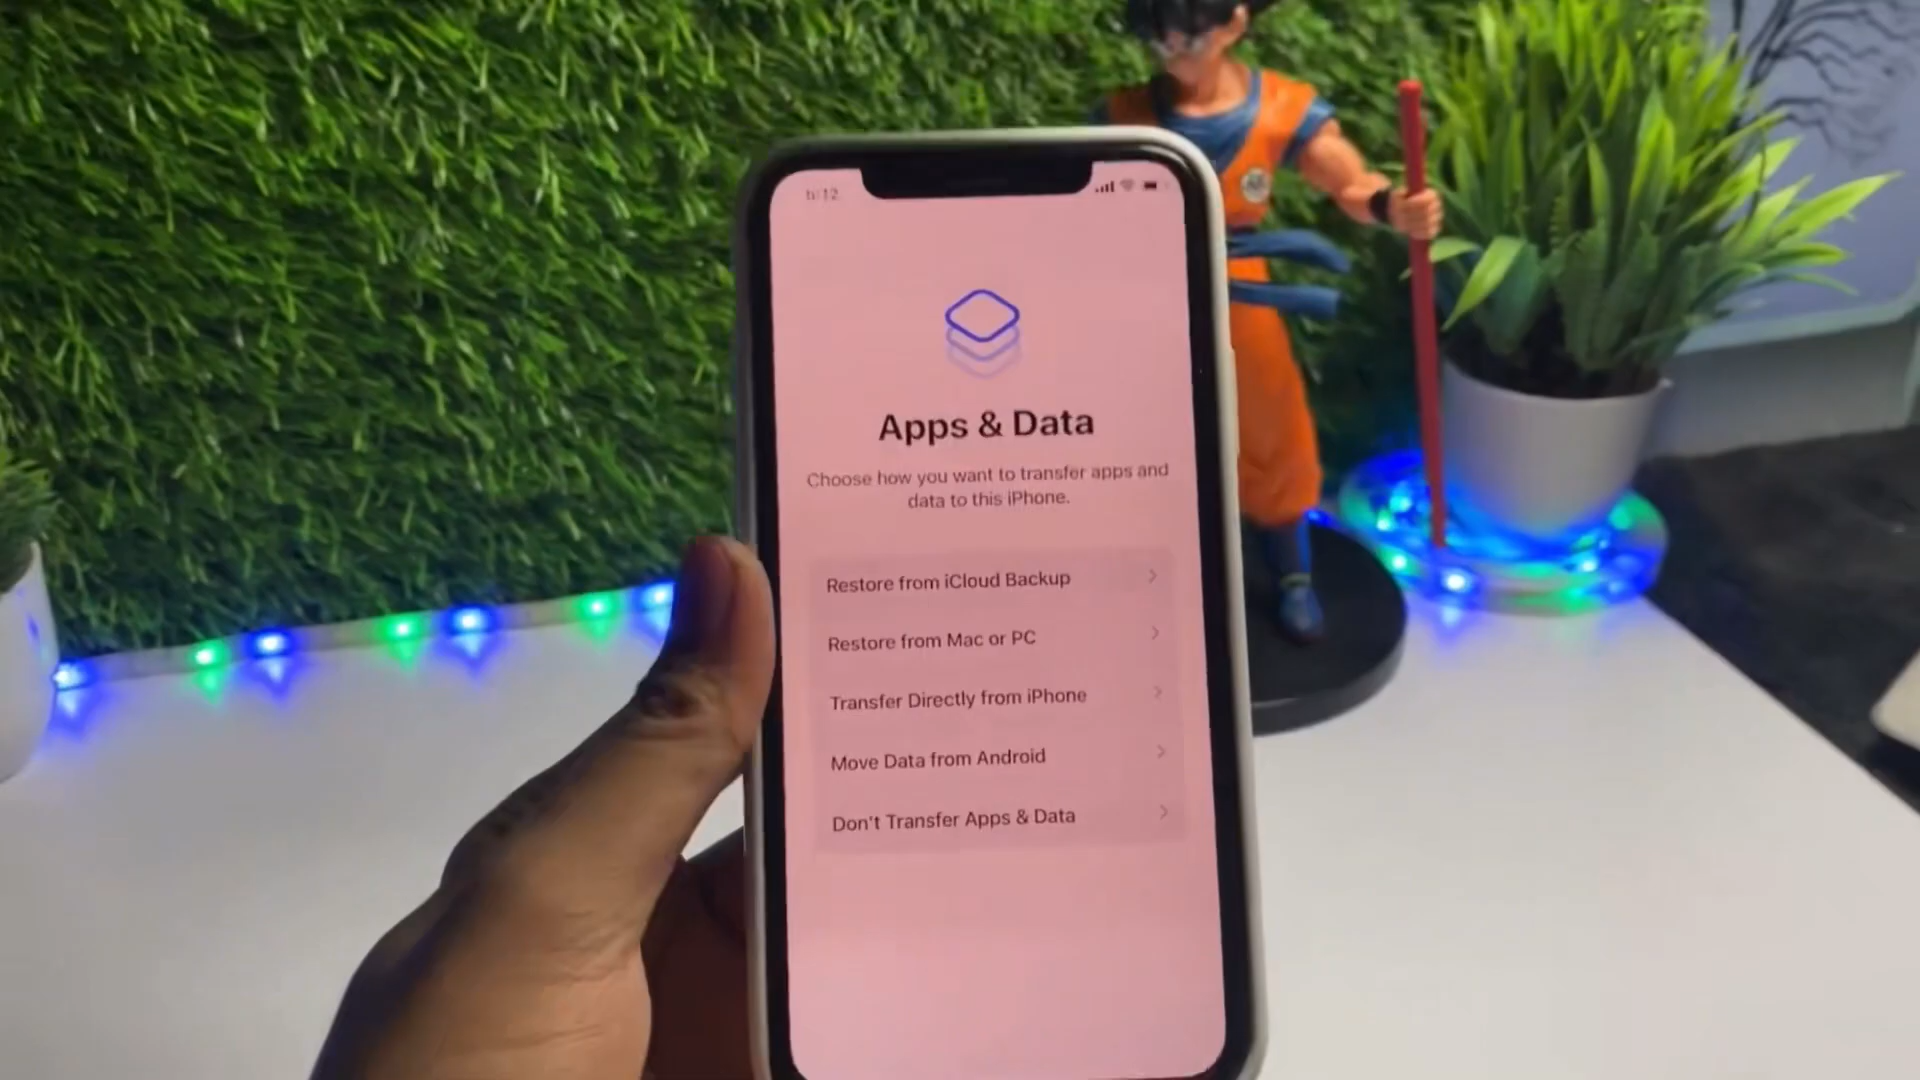 Apps & Data
Choose how you want to transfer apps and
data to this iPhone.
Restore from iCloud Backup
Restore from Mac or PC
Transfer Directly from iPhone
Move Data from Android
Don't Transfer Apps & Data